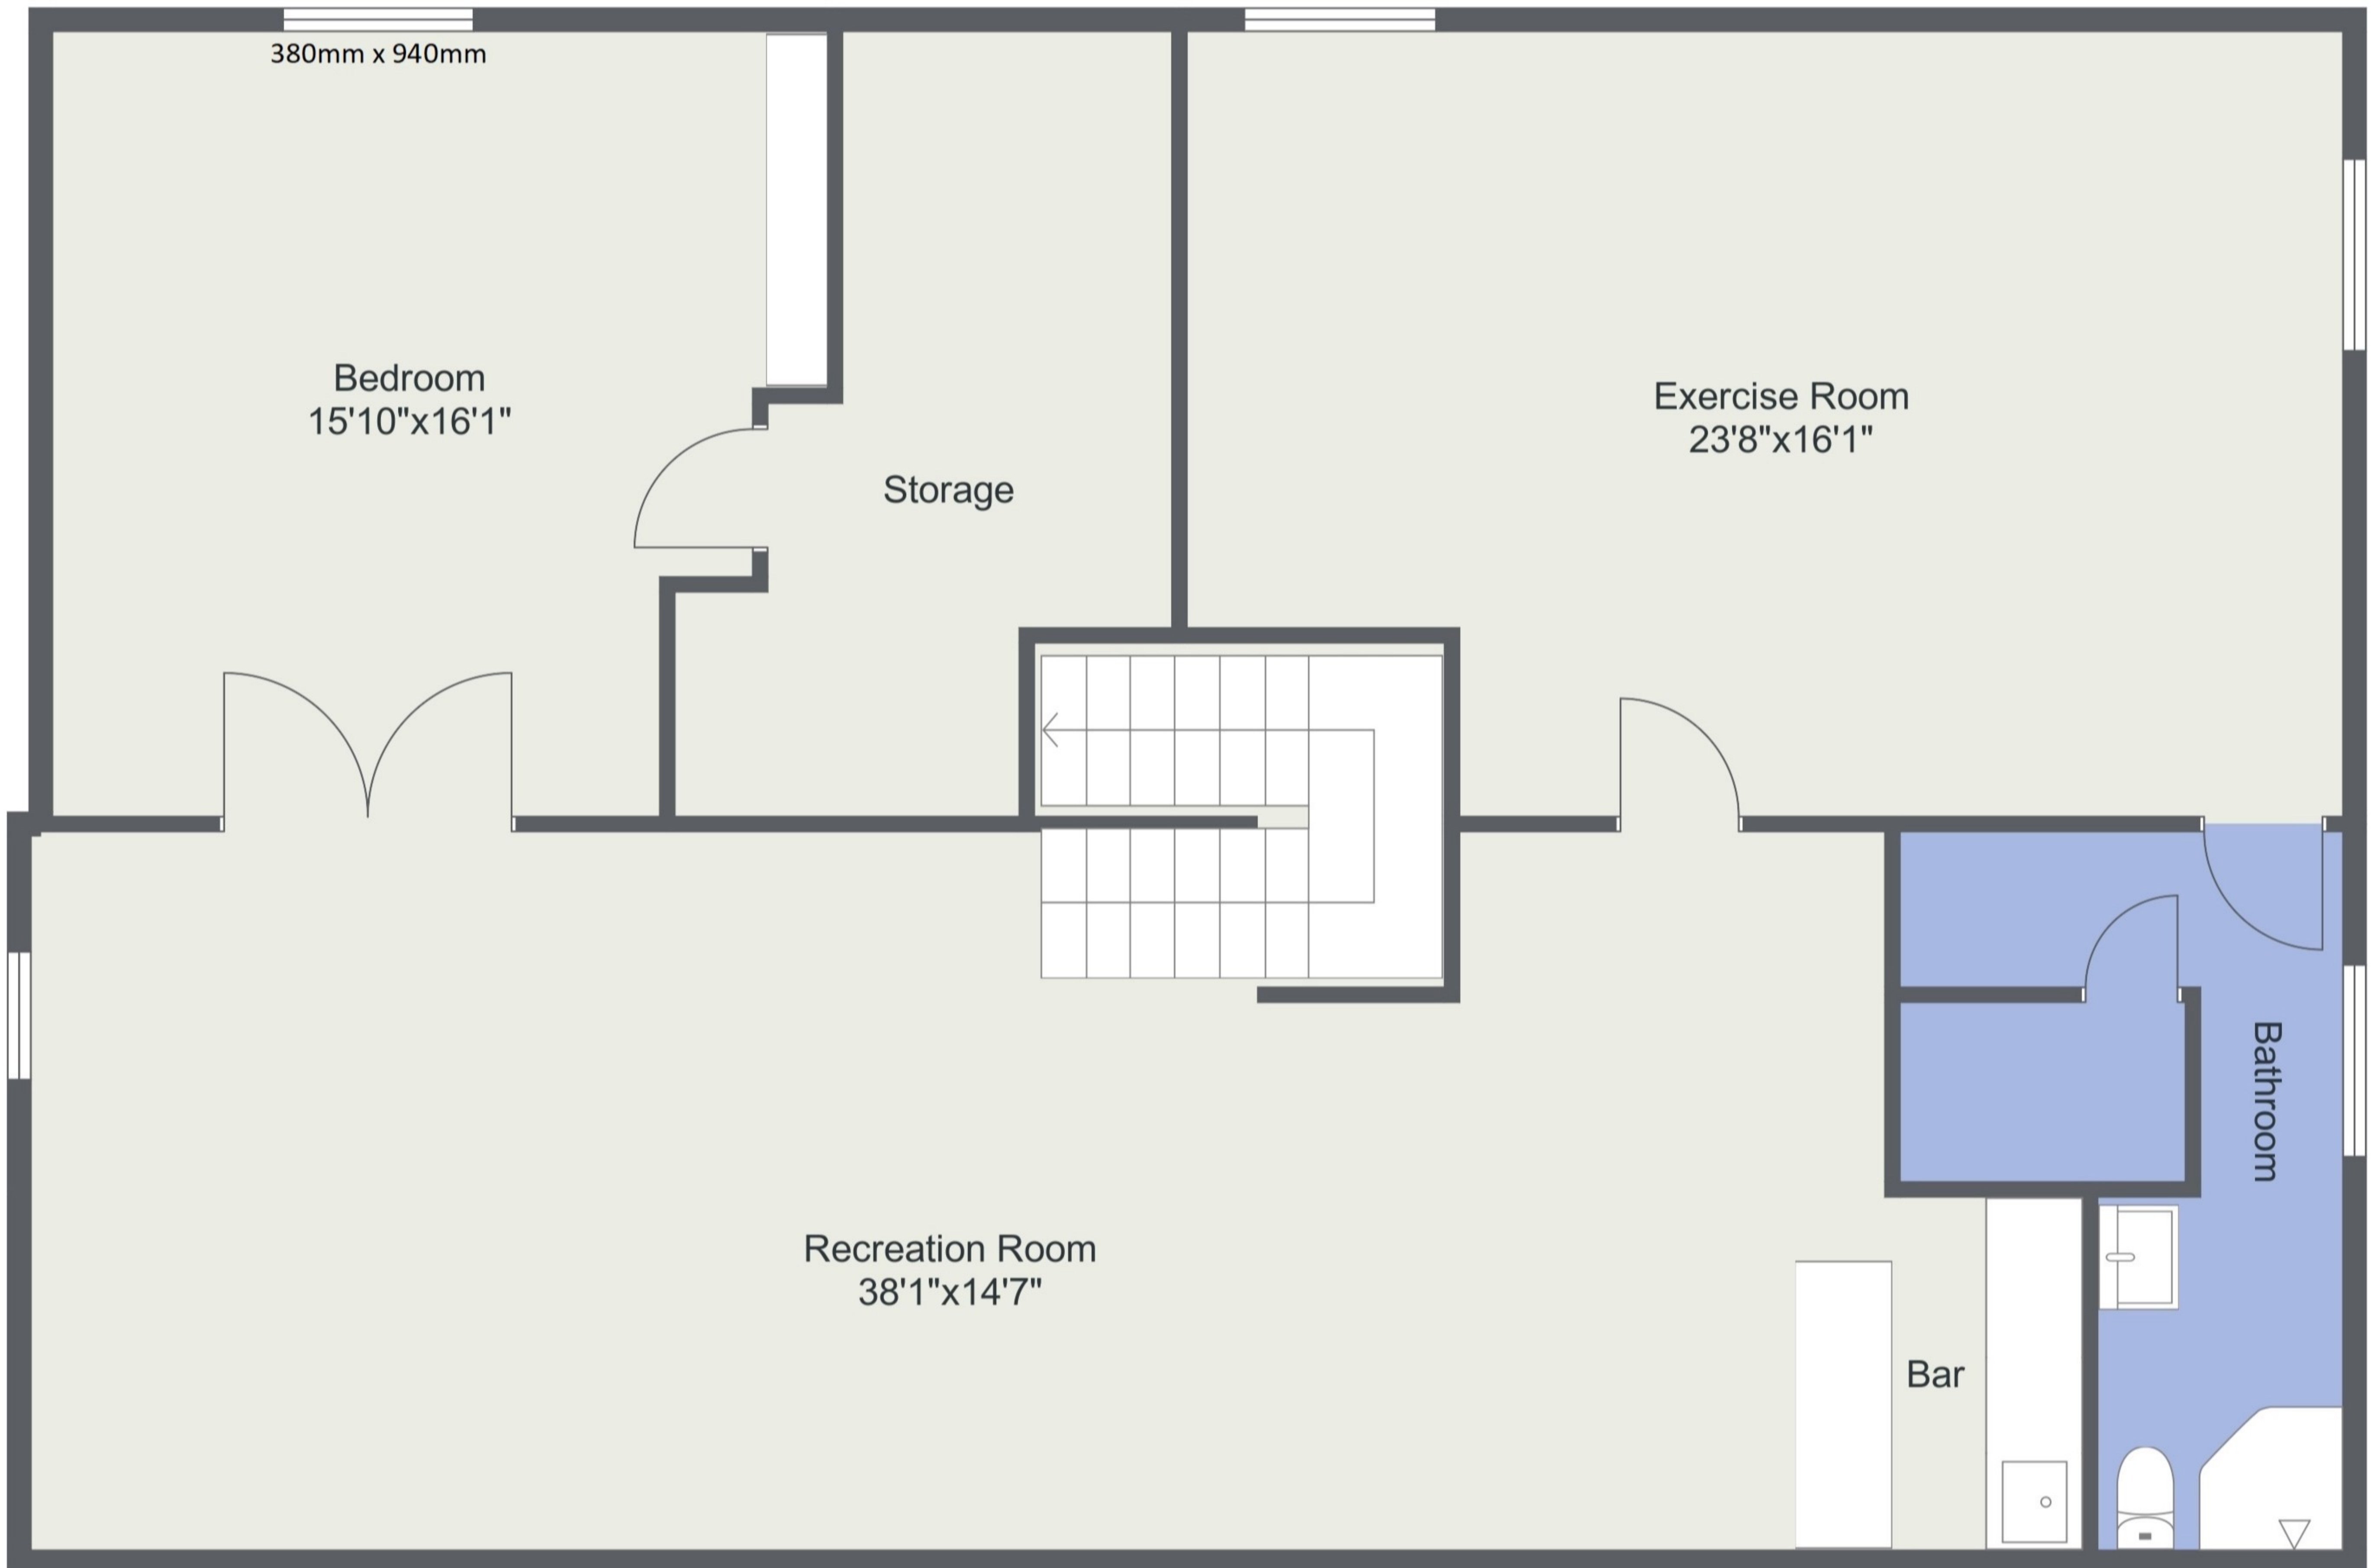 380mm x 940mm
Bedroom
15'10"x16'1"
Exercise Room
23'8"x16'1"
Storage
Bathroom
Recreation Room
38'1"x14'7"
Bar